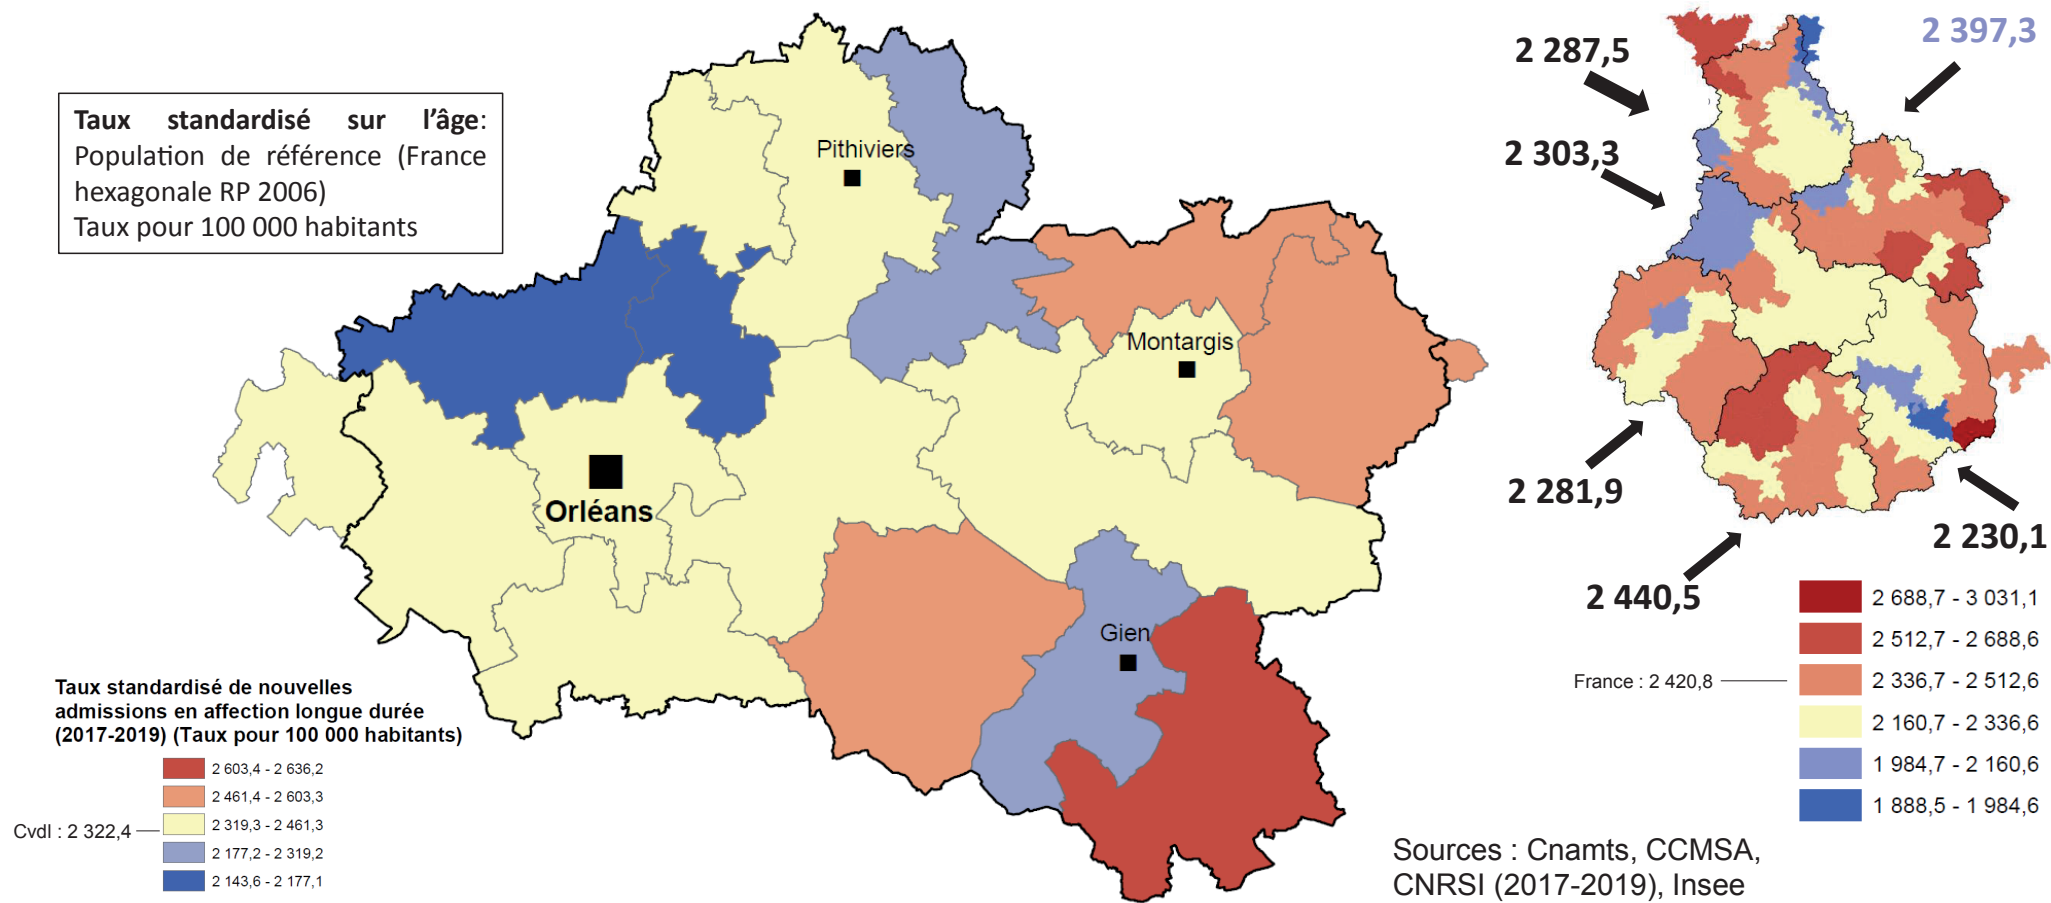 Taux standardisé sur l’âge:
Population de référence (France
hexagonale RP 2006)
Taux pour 100 000 habitants
Pithiviers
Montargis
Orléans
Gien
Taux standardisé de nouvelles
admissions en affection longue durée
(2017-2019) (Taux pour 100 000 habitants)
2 603,4 - 2 636,2
2 461,4 - 2 603,3
Cvdl : 2 322,4
2 319,3 - 2 461,3
2 177,2 - 2 319,2
2 143,6 - 2 177,1
2 287,5
2 397,3
2 303,3
2 281,9
2 230,1
2 440,5
2 688,7 - 3 031,1
2 512,7 - 2 688,6
France : 2 420,8
2 336,7 - 2 512,6
2 160,7 - 2 336,6
1 984,7 - 2 160,6
1 888,5 - 1 984,6
Sources : Cnamts, CCMSA,
CNRSI (2017-2019), Insee